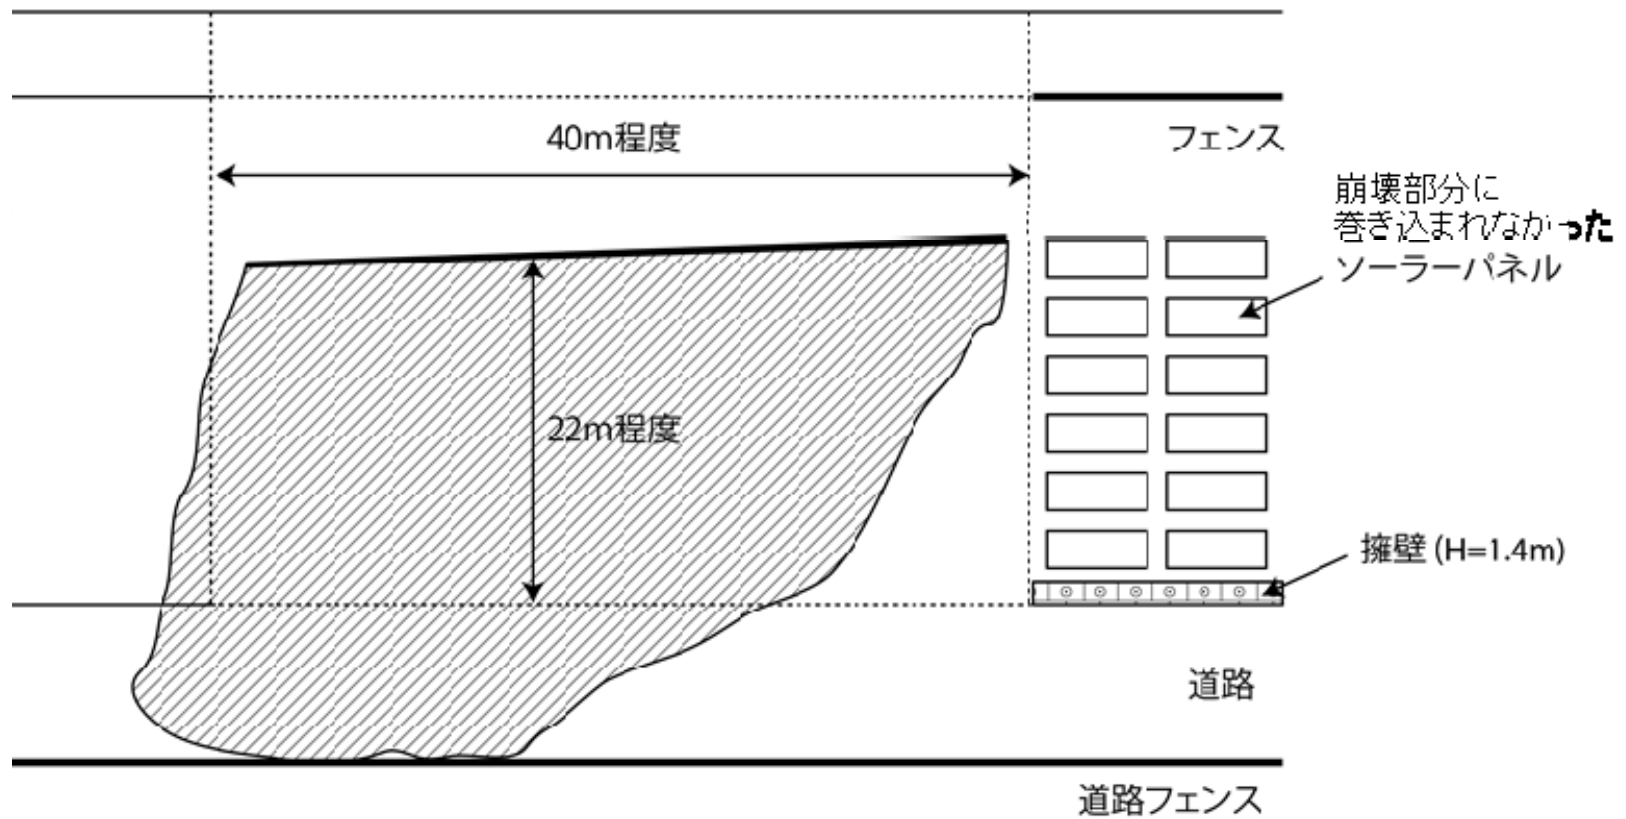 40m程度
フェンス
崩壊部分に
巻き込まれなかった
ソーラーパネル
22m程度
擁壁 (H=1.4m)
道路
道路フェンス